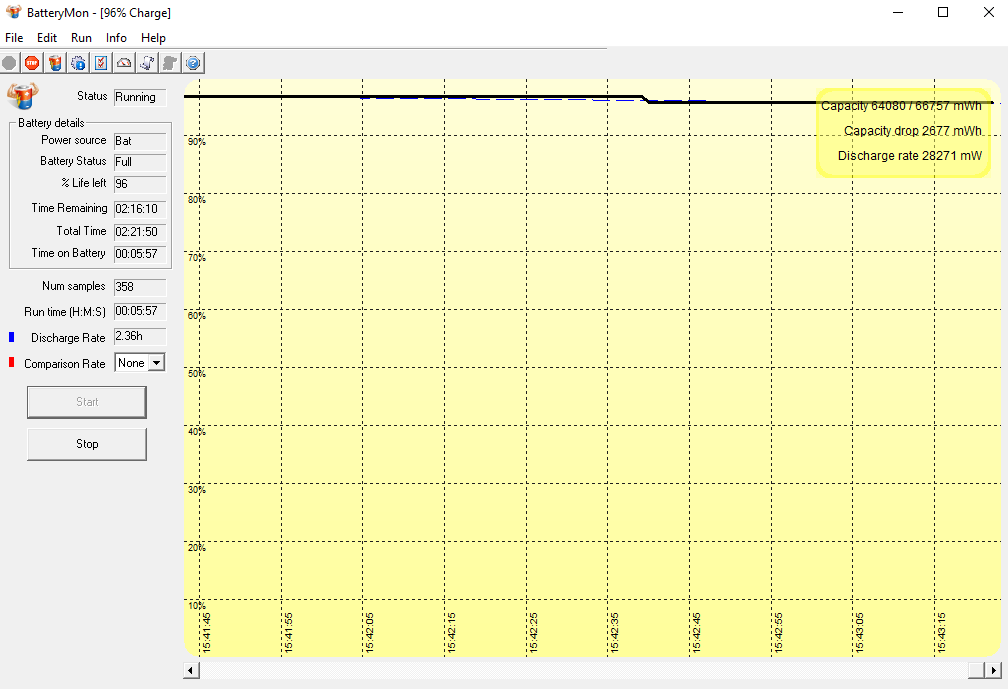 BatteryMon - [96% Charge]
File Edit Run Info Help
STOP
Status Running
Battery details
Power source Bat
Battery Status Full
% Life left 96
Time Remaining 02:16:10
Total Time 02:21:50
Time on Battery 00:05:57
Num samples 358
Run time (H:M:S) 00:05:57
Discharge Rate 2.36h
Comparison Rate None
Start
Stop
Capacity 64080 / 66757 mWh
Capacity drop 2677 mWh
Discharge rate 28271 mW
90%
80%
70%
60%
50%
40%
30%
20%
10%
15:41:45
15:41:55
15:42:05
15:42:15
15:42:25
15:42:35
15:42:45
15:42:55
15:43:05
15:43:15